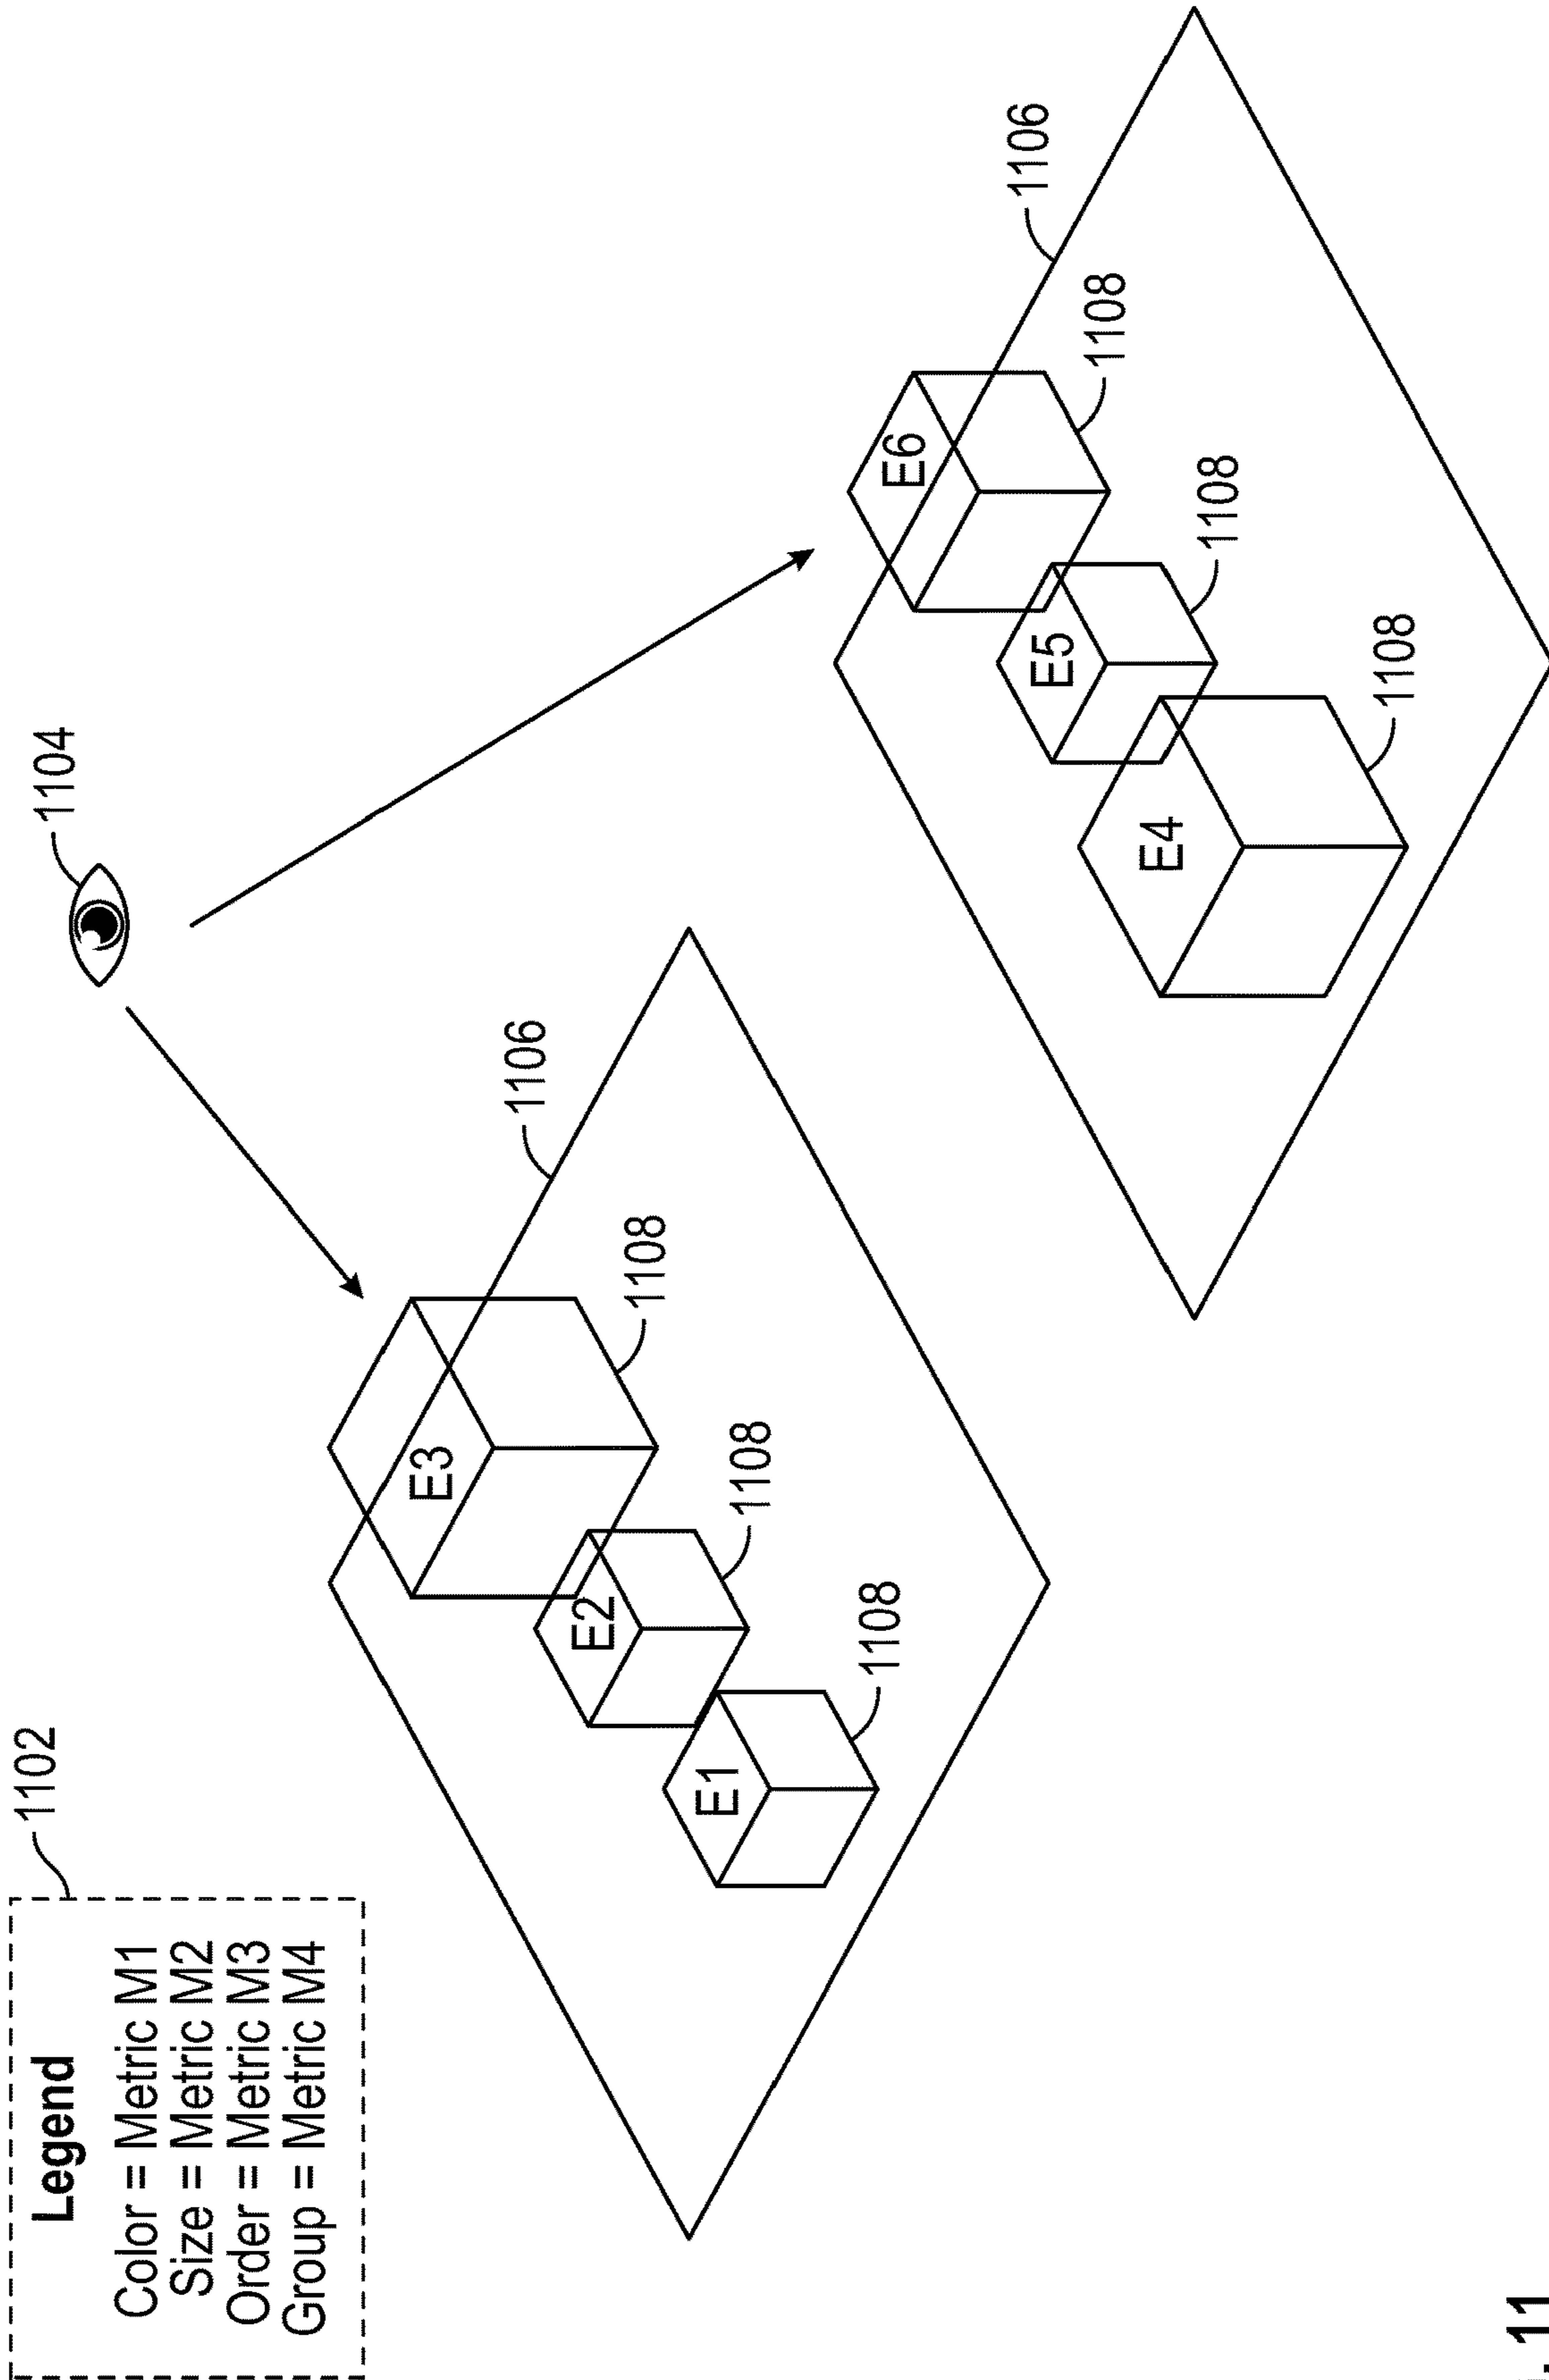 Legend
Color = Metric M1
Size = Metric M2
Order = Metric M3
Group = Metric M4
1102
1104
1106
E3
1108
E2
1108
E1
1108
1106
E6
1108
E5
1108
E4
1108
. 11